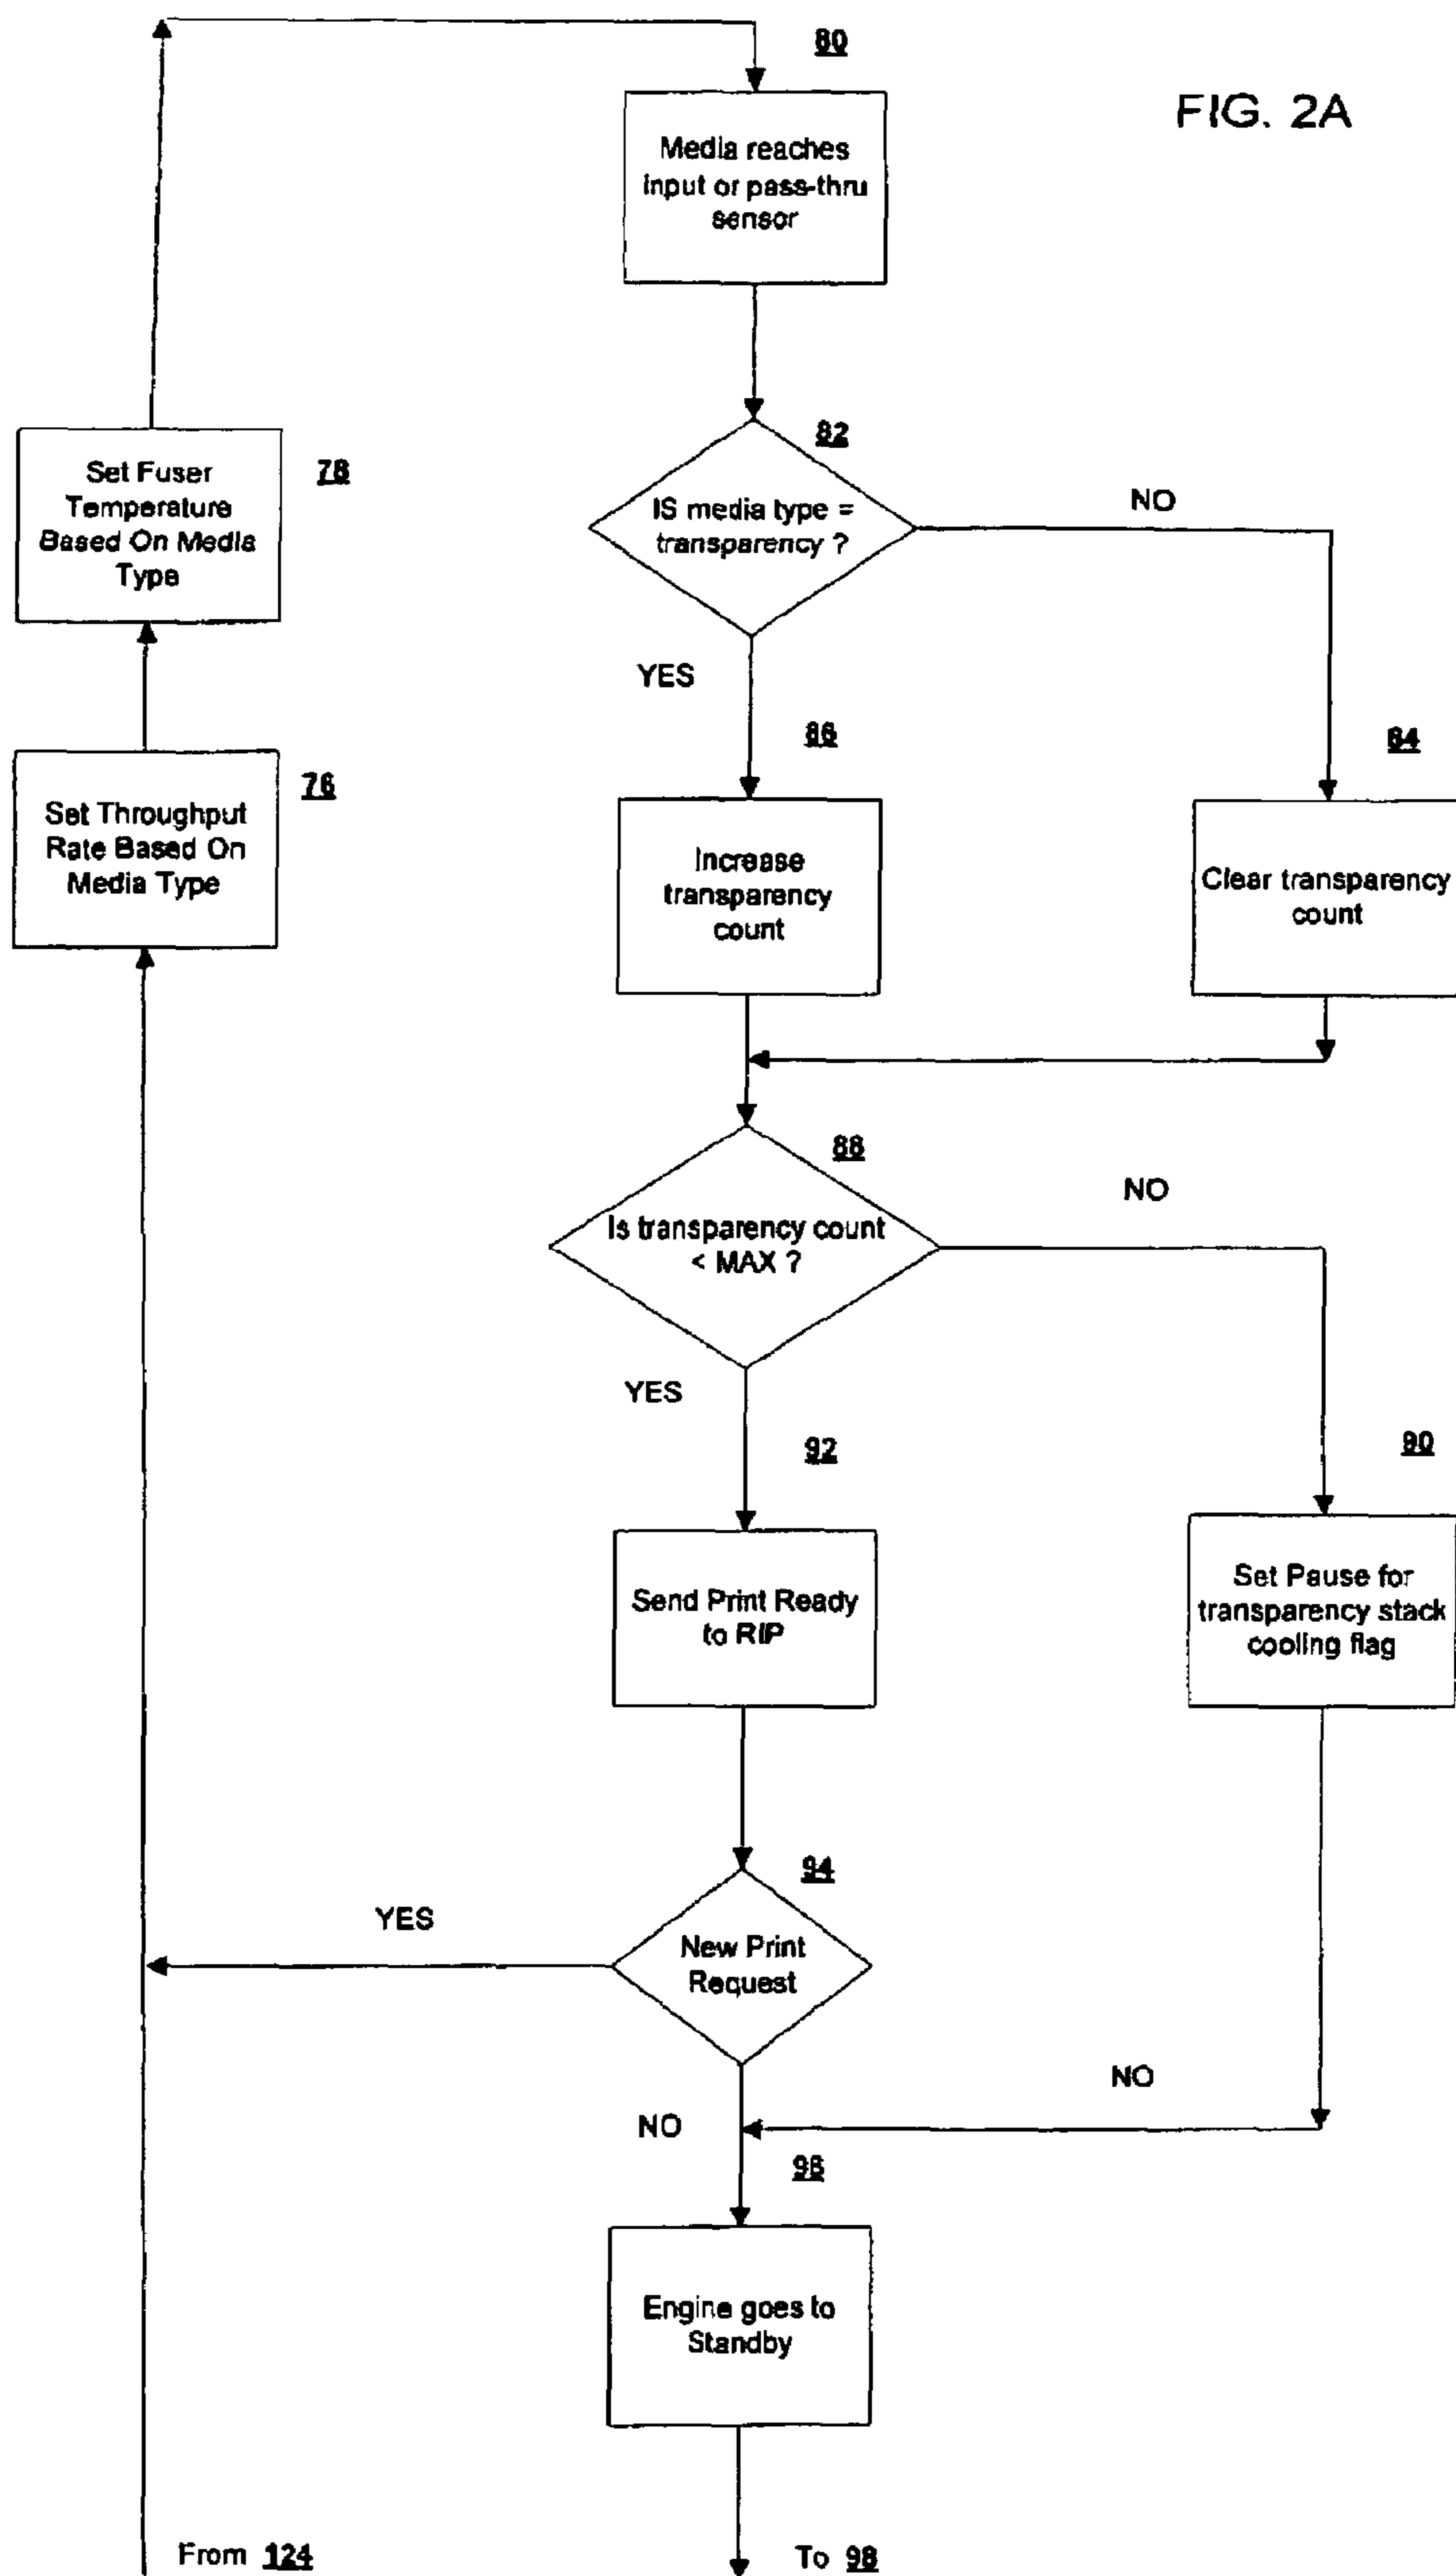 FIG. 2A
80
Media reaches
input or pass-thru
sensor
82
IS media type =
transparency ?
NO
YES
78
Set Fuser
Temperature
Based On Media
Type
76
Set Throughput
Rate Based On
Media Type
86
Increase
transparency
count
84
Clear transparency
count
88
Is transparency count
< MAX ?
NO
YES
92
Send Print Ready
to RIP
90
Set Pause for
transparency stack
cooling flag
94
New Print
Request
YES
NO
NO
96
Engine goes to
Standby
From 124
To 98